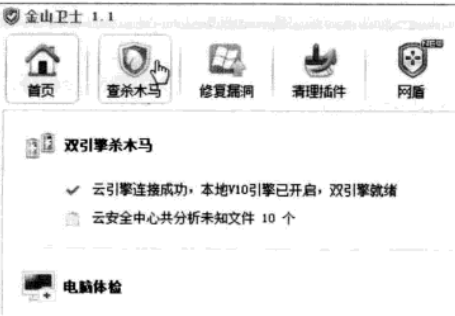 金山卫士 1.1
首页 查杀木马 修复漏洞 清理插件 网盾
双引擎杀木马
云引擎连接成功，本地V10引擎已开启，双引擎就绪
云安全中心共分析未知文件 10 个
电脑体检